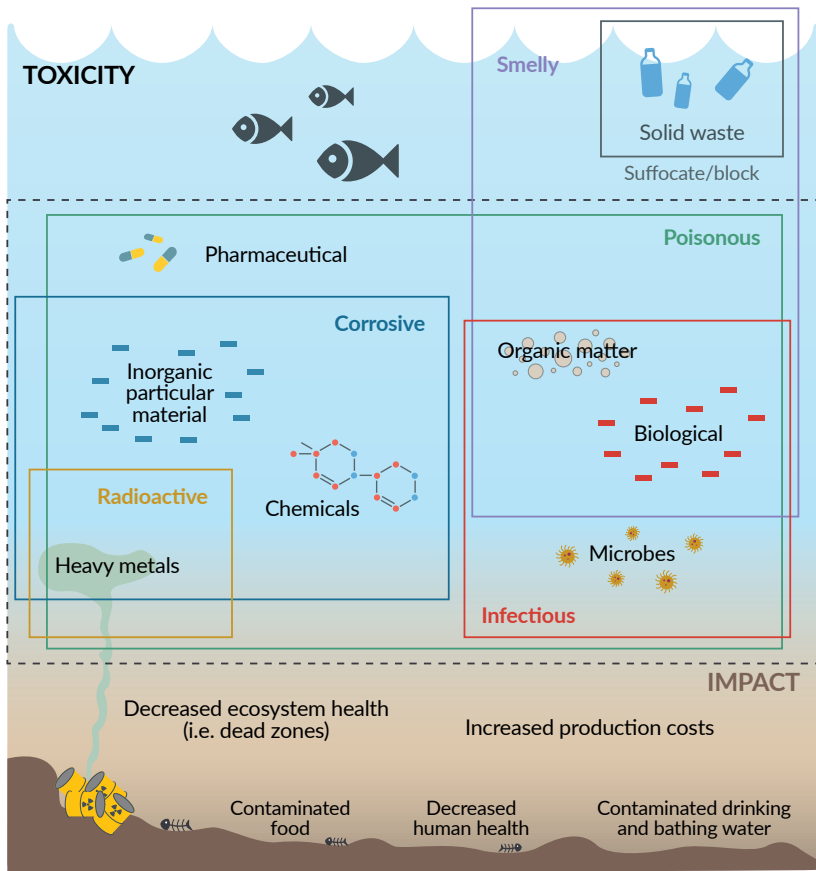 TOXICITY
Smelly
Solid waste
Suffocate/block
Pharmaceutical
Poisonous
Corrosive
Inorganic
particular
material
Organic matter
Biological
Radioactive
Chemicals
Heavy metals
Microbes
Infectious
IMPACT
Decreased ecosystem health
(i.e. dead zones)
Increased production costs
Contaminated
food
Decreased
human health
Contaminated drinking
and bathing water